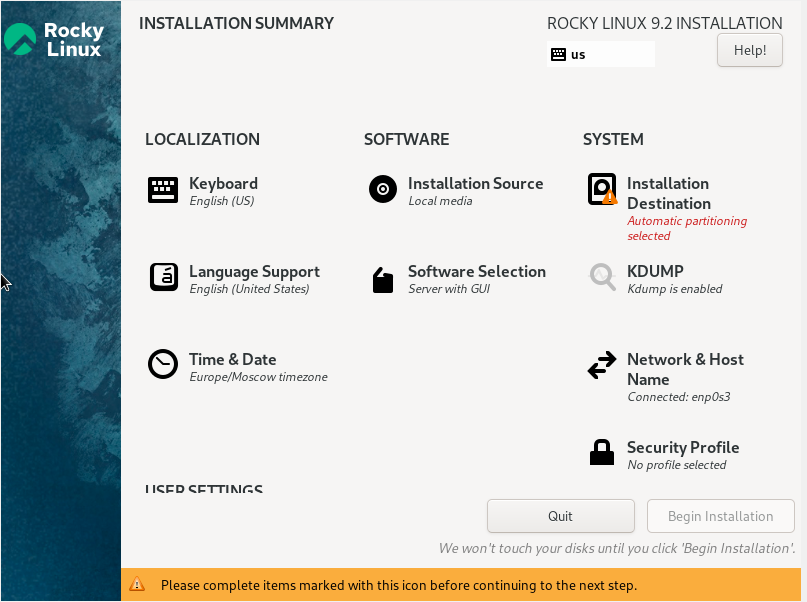 Rocky
Linux
INSTALLATION SUMMARY
ROCKY LINUX 9.2 INSTALLATION
us
Help!
LOCALIZATION
Keyboard
English (US)
Language Support
English (United States)
Time & Date
Europe/Moscow timezone
SOFTWARE
Installation Source
Local media
Software Selection
Server with GUI
SYSTEM
Installation
Destination
Automatic partitioning
selected
KDUMP
Kdump is enabled
Network & Host
Name
Connected: enp0s3
Security Profile
No profile selected
USER SETTINGS
Quit
Begin Installation
We won't touch your disks until you click 'Begin Installation'.
Please complete items marked with this icon before continuing to the next step.